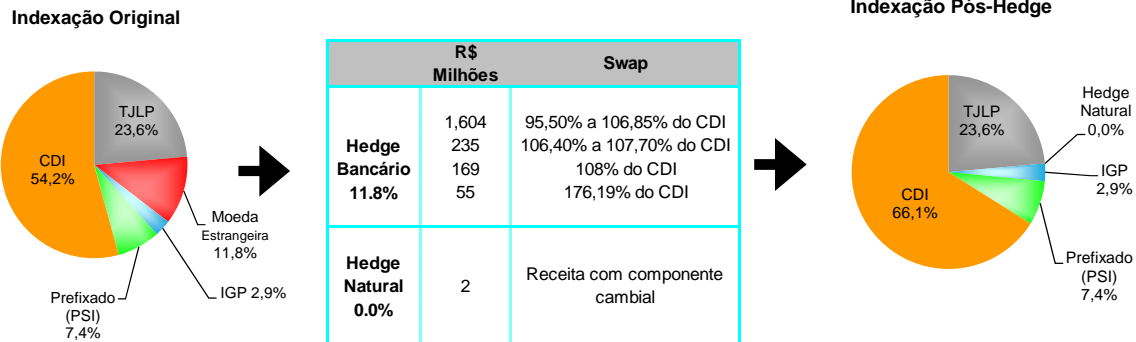 Indexação Original
TJLP
23,6%
CDI
54,2%
Moeda
Estrangeira
11,8%
IGP 2,9%
Prefixado
(PSI)
7,4%
R$
Milhões
Swap
Hedge
Bancário
11.8%
1,604
95,50% a 106,85% do CDI
235
106,40% a 107,70% do CDI
169
108% do CDI
55
176,19% do CDI
Hedge
Natural
0.0%
2
Receita com componente
cambial
Indexação Pós-Hedge
TJLP
23,6%
Hedge
Natural
0,0%
IGP
2,9%
CDI
66,1%
Prefixado
(PSI)
7,4%